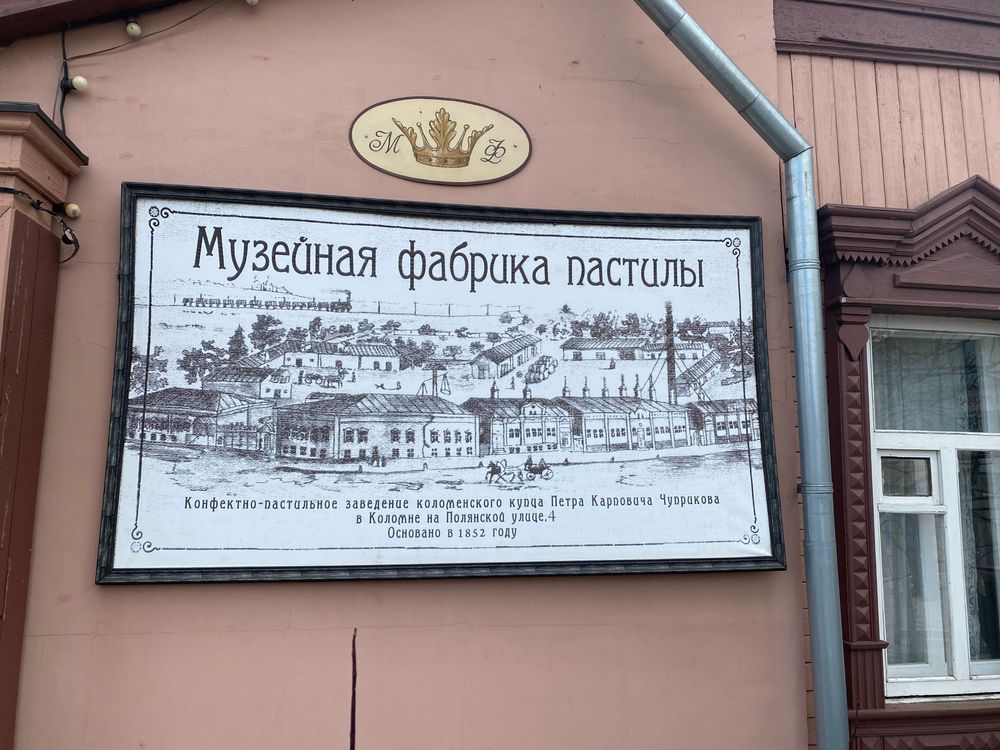 М Ф
Музейная фабрика пастилы
Конфектно-пастильное заведение коломенского купца Петра Карповича Чуприкова
в Коломне на Полянской улице.4
Основано в 1852 году